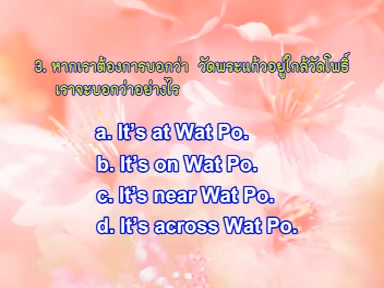 3. หากเราต้องการบอกว่า วัดพระแก้วอยู่ใกล้วัดโพธิ์
เราจะบอกว่าอย่างไร
a. It's at Wat Po.
b. It's on Wat Po.
c. It's near Wat Po.
d. It's across Wat Po.